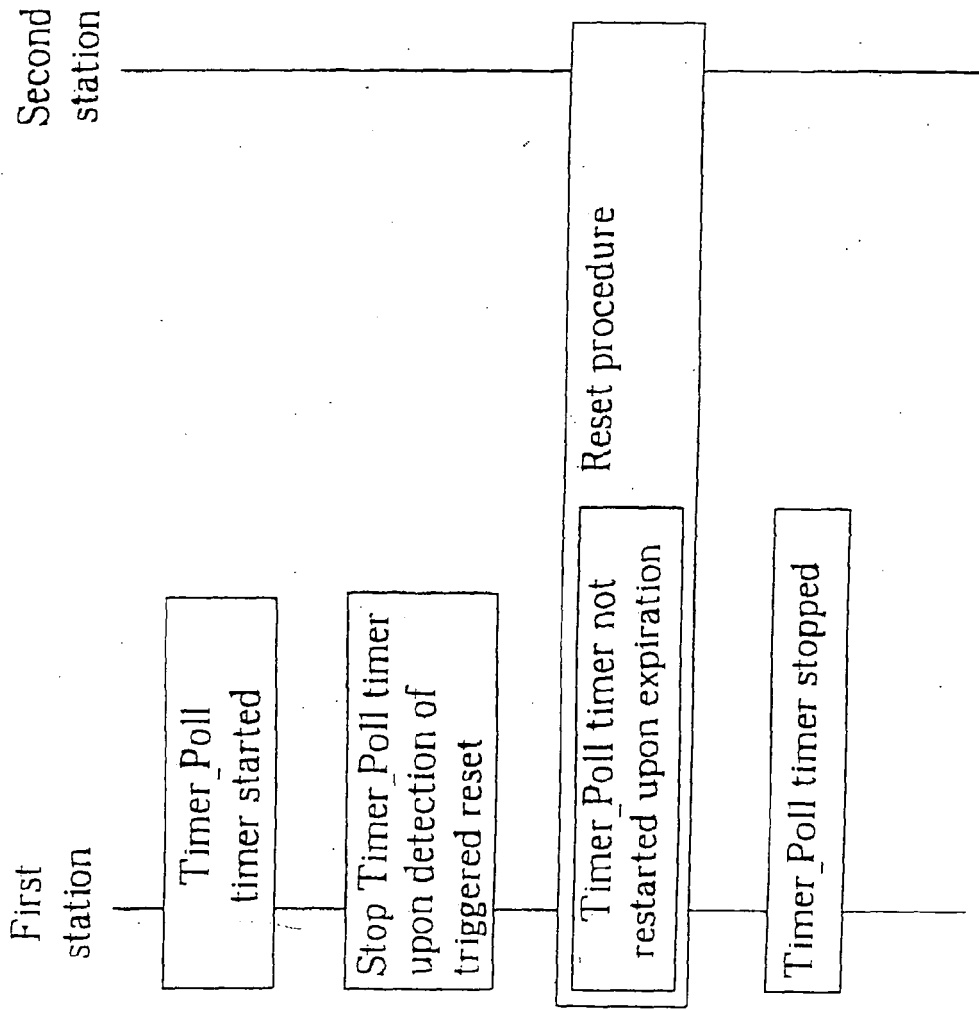 First
station
Second
station
Timer_Poll
timer started
Stop Timer_Poll timer
upon detection of
triggered reset
Timer_Poll timer not
restarted upon expiration
Reset procedure
Timer_Poll timer stopped